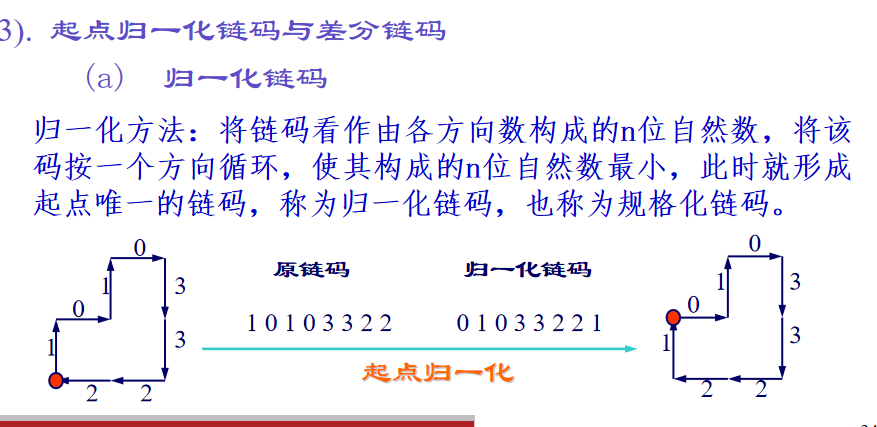 3). 起点归一化链码与差分链码
(a) 归一化链码
归一化方法：将链码看作由各方向数构成的n位自然数，将该
码按一个方向循环，使其构成的n位自然数最小，此时就形成
起点唯一的链码，称为归一化链码，也称为规格化链码。
原链码 归一化链码
1 0 1 0 3 3 2 2 0 1 0 3 3 2 2 1
起点归一化
0
1 3
0
1 3
2 2
0
1 3
0
1 3
2 2